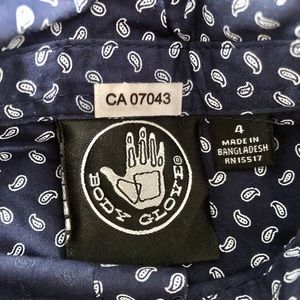 CA 07043
BODY GLOVE®
4
MADE IN
BANGLADESH
RN15517